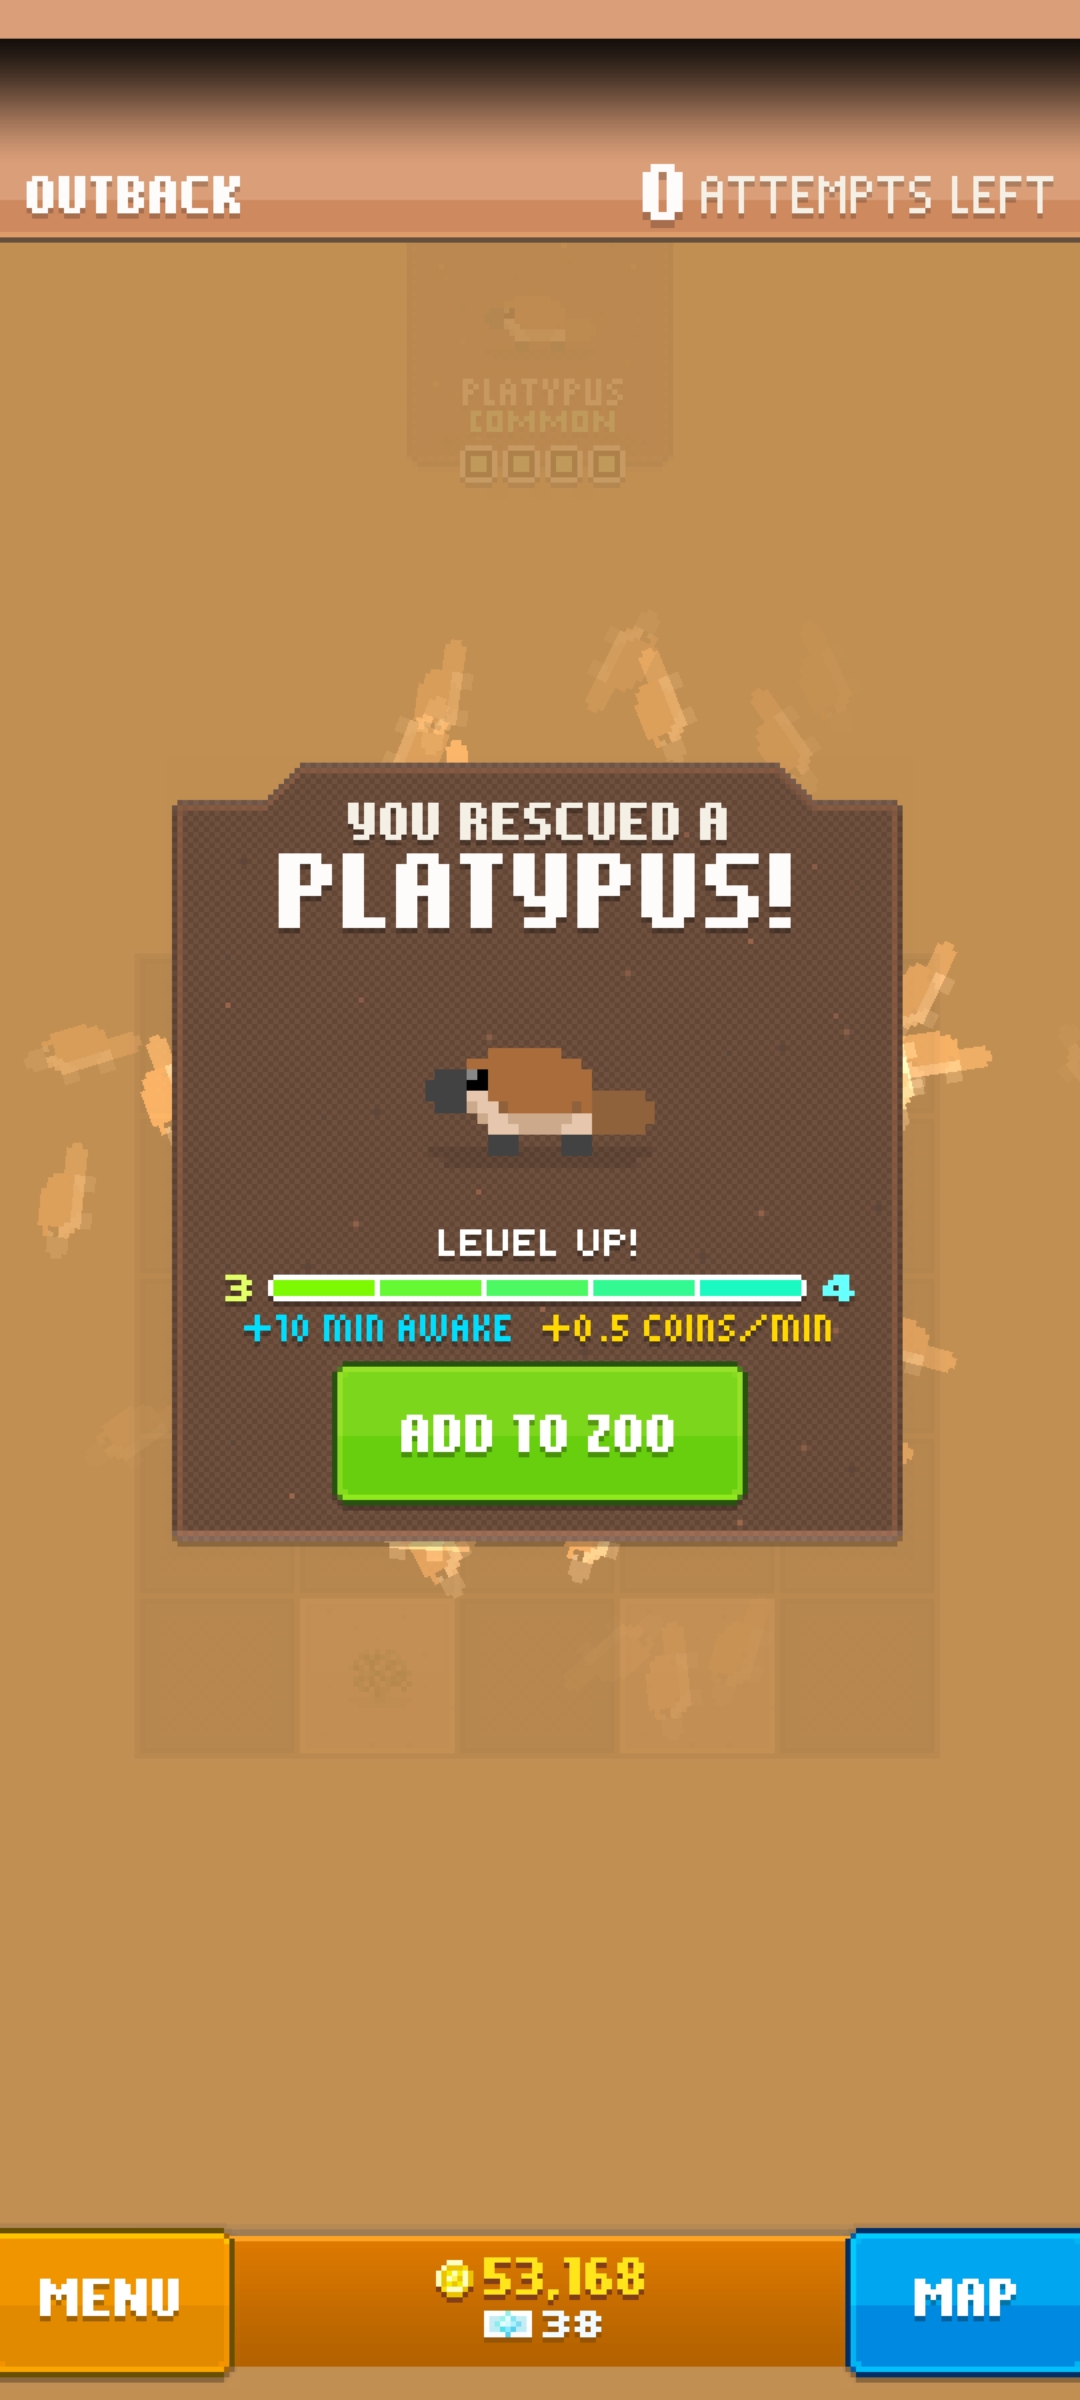 OUTBACK
0 ATTEMPTS LEFT
PLATYPUS
COMMON
YOU RESCUED A
PLATYPUS!
LEVEL UP!
3 4
+10 MIN AWAKE +0.5 COINS/MIN
ADD TO ZOO
MENU
53,168
38
MAP